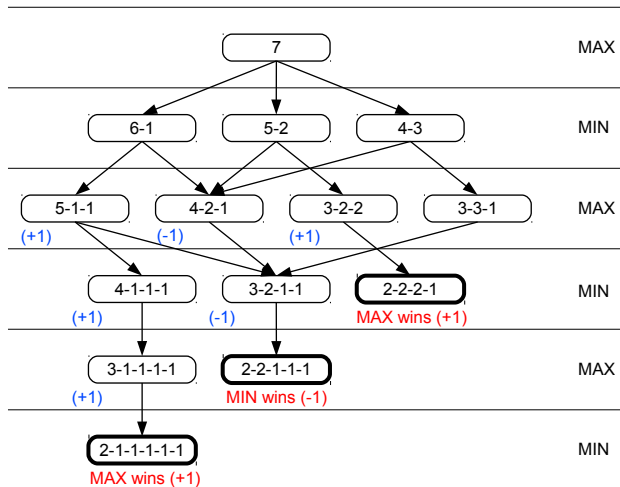 7 MAX
6-1 5-2 4-3 MIN
5-1-1 4-2-1 3-2-2 3-3-1 MAX
(+1) (-1) (+1)
4-1-1-1 3-2-1-1 2-2-2-1 MIN
(+1) (-1) MAX wins (+1)
3-1-1-1-1 2-2-1-1-1 MAX
(+1) MIN wins (-1)
2-1-1-1-1-1 MIN
MAX wins (+1)